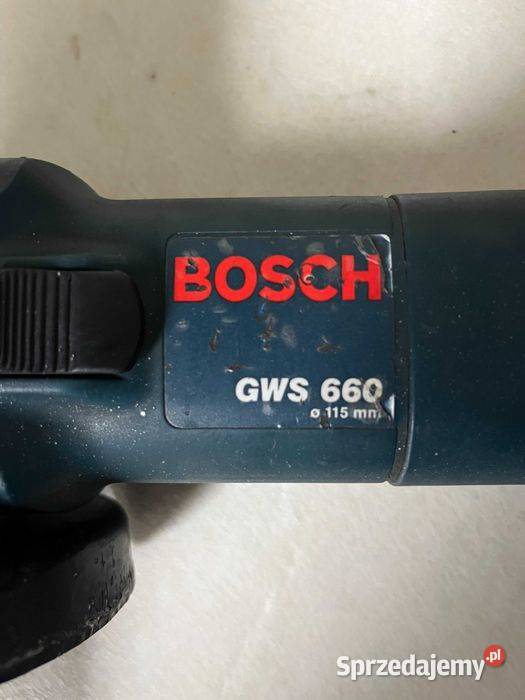 BOSCH
GWS 660
ø 115 mm
Sprzedajemy.pl